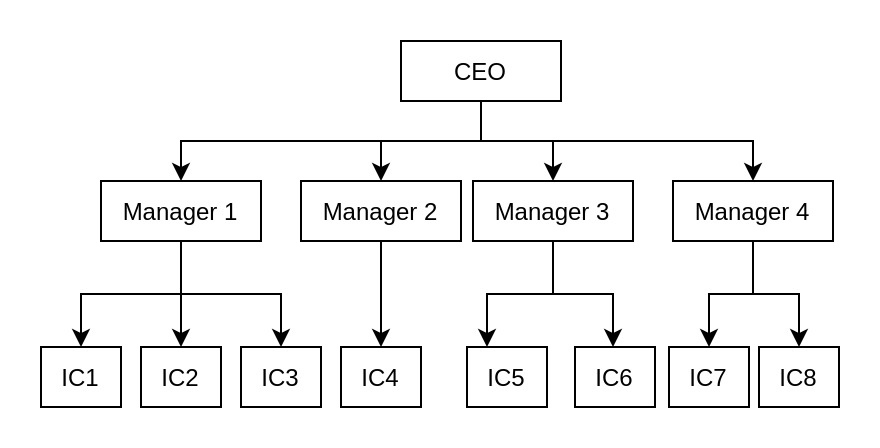 CEO
Manager 1
Manager 2
Manager 3
Manager 4
IC1
IC2
IC3
IC4
IC5
IC6
IC7
IC8